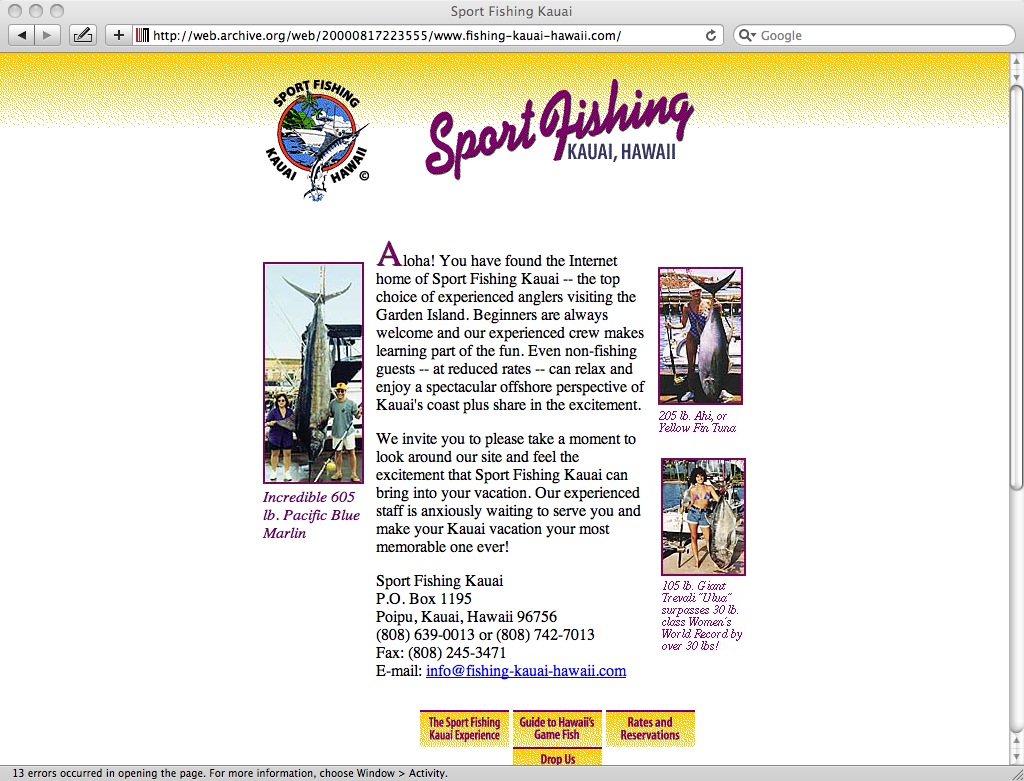 Sport Fishing Kauai
http://web.archive.org/web/20000817223555/www.fishing-kauai-hawaii.com/
Google
SPORT FISHING
KAUAI HAWAII ©
Sport Fishing
KAUAI, HAWAII
Aloha! You have found the Internet
home of Sport Fishing Kauai -- the top
choice of experienced anglers visiting the
Garden Island. Beginners are always
welcome and our experienced crew makes
learning part of the fun. Even non-fishing
guests -- at reduced rates -- can relax and
enjoy a spectacular offshore perspective of
Kauai's coast plus share in the excitement.
We invite you to please take a moment to
look around our site and feel the
excitement that Sport Fishing Kauai can
bring into your vacation. Our experienced
staff is anxiously waiting to serve you and
make your Kauai vacation your most
memorable one ever!
Sport Fishing Kauai
P.O. Box 1195
Poipu, Kauai, Hawaii 96756
(808) 639-0013 or (808) 742-7013
Fax: (808) 245-3471
E-mail: info@fishing-kauai-hawaii.com
Incredible 605
lb. Pacific Blue
Marlin
205 lb. Ahi, or
Yellow Fin Tuna
105 lb. Giant
Trevali "Ulua"
surpasses 30 lb.
class Women's
World Record by
over 30 lbs!
The Sport Fishing
Kauai Experience
Guide to Hawaii's
Game Fish
Rates and
Reservations
Drop Us
13 errors occurred in opening the page. For more information, choose Window > Activity.